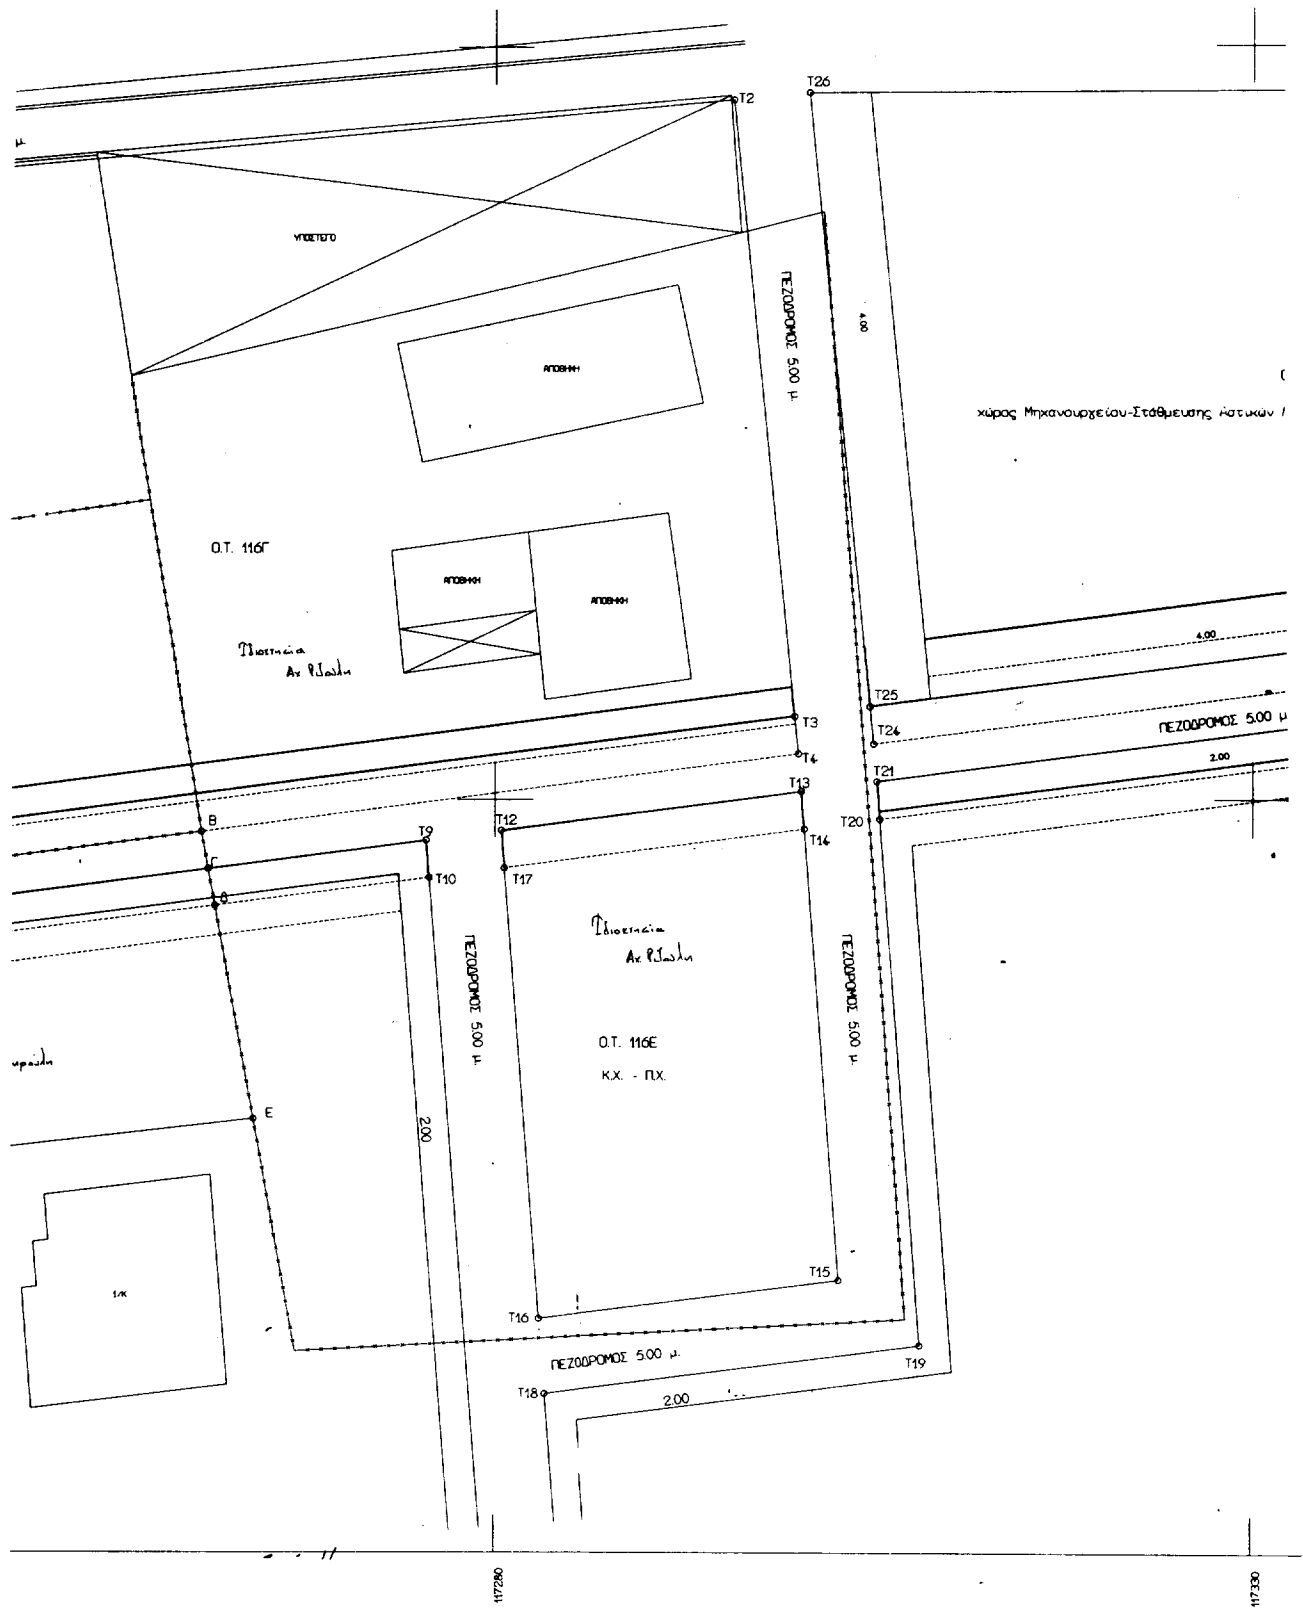 T26
T2
μ
ΥΠΟΣΤΕΓΟ
ΠΕΖΟΔΡΟΜΟΣ 5.00 μ.
4.00
ΑΠΟΘΗΚΗ
χώρος Μηχανουργείου-Στάθμευσης Αστικών
Ο.Τ. 116Γ
ΑΠΟΘΗΚΗ
ΑΠΟΘΗΚΗ
Ιδιοκτησία
4.00
T25
T3
T24
ΠΕΖΟΔΡΟΜΟΣ 5.00 μ
T4
2.00
T21
T13
B
T9
T12
T20
T14
Γ
T10
T17
Δ
Ιδιοκτησία
ΠΕΖΟΔΡΟΜΟΣ 5.00 μ.
ΠΕΖΟΔΡΟΜΟΣ 5.00 μ.
Ο.Τ. 116Ε
Κ.Χ. - Π.Χ.
E
2.00
T15
1/Κ
T16
ΠΕΖΟΔΡΟΜΟΣ 5.00 μ.
T19
T18
2.00
117280
117330